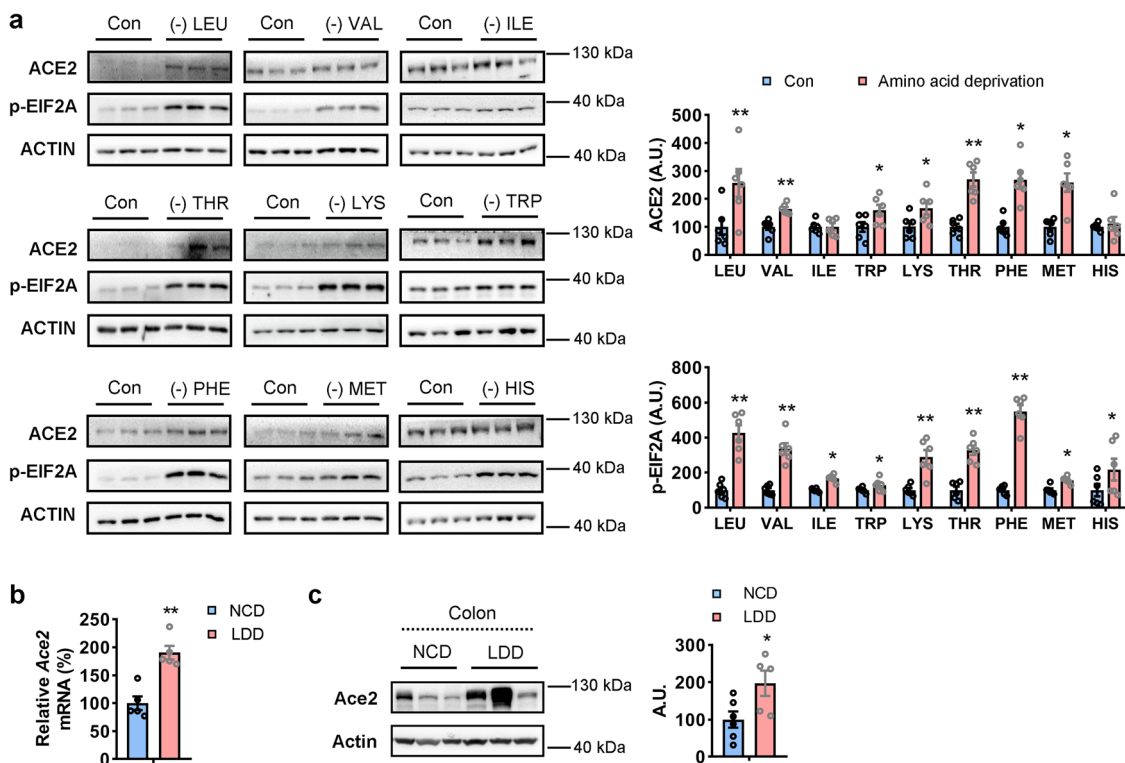 a
Con (-) LEU Con (-) VAL Con (-) ILE
ACE2 130 kDa
p-EIF2A 40 kDa
ACTIN 40 kDa
Con (-) THR Con (-) LYS Con (-) TRP
ACE2 130 kDa
p-EIF2A 40 kDa
ACTIN 40 kDa
Con (-) PHE Con (-) MET Con (-) HIS
ACE2 130 kDa
p-EIF2A 40 kDa
ACTIN 40 kDa
Con Amino acid deprivation
ACE2 (A.U.)
500
400
300
200
100
0
** ** * * ** * *
LEU VAL ILE TRP LYS THR PHE MET HIS
p-EIF2A (A.U.)
800
600
400
200
0
** ** * * ** ** ** * *
LEU VAL ILE TRP LYS THR PHE MET HIS
b
NCD
LDD
Relative Ace2
mRNA (%)
250
200
150
100
50
0
**
c
Colon
NCD LDD
Ace2 130 kDa
Actin 40 kDa
NCD
LDD
A.U.
300
200
100
0
*